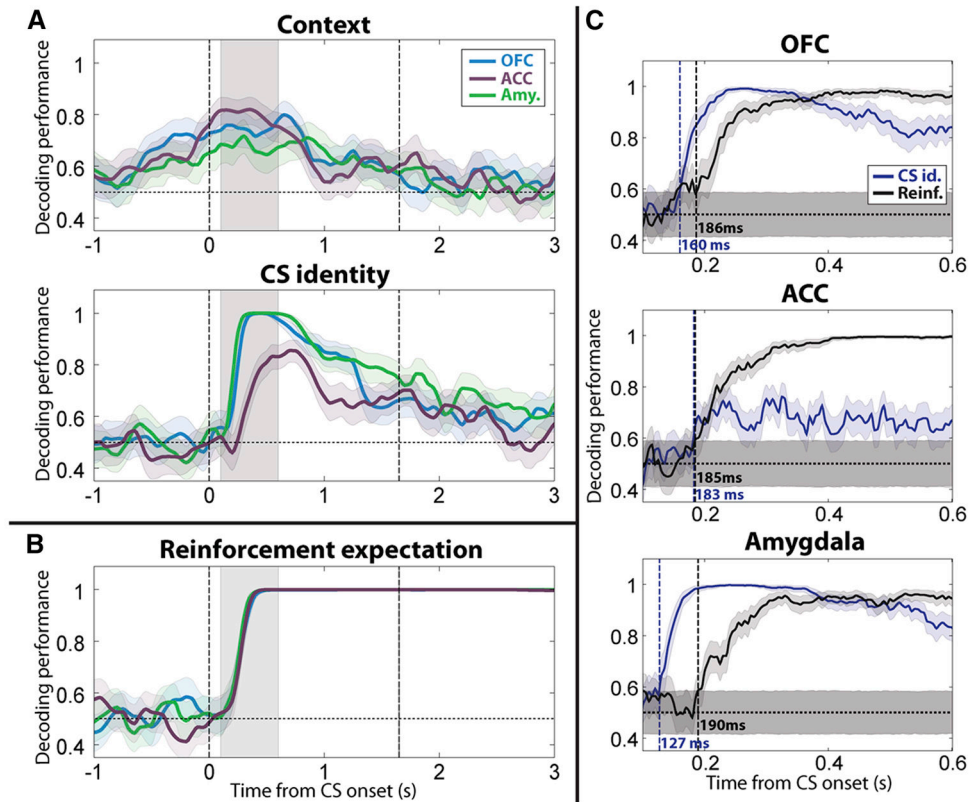 A
Context
Decoding performance
1
0.8
0.6
0.4
OFC
ACC
Amy.
-1 0 1 2 3
CS identity
Decoding performance
1
0.8
0.6
0.4
-1 0 1 2 3
B
Reinforcement expectation
Decoding performance
1
0.8
0.6
0.4
-1 0 1 2 3
Time from CS onset (s)
C
OFC
1
0.8
0.6
0.4
CS id.
Reinf.
186ms
160 ms
0.2 0.4 0.6
ACC
Decoding performance
1
0.8
0.6
0.4
185ms
183 ms
0.2 0.4 0.6
Amygdala
1
0.8
0.6
0.4
190ms
127 ms
0.2 0.4 0.6
Time from CS onset (s)